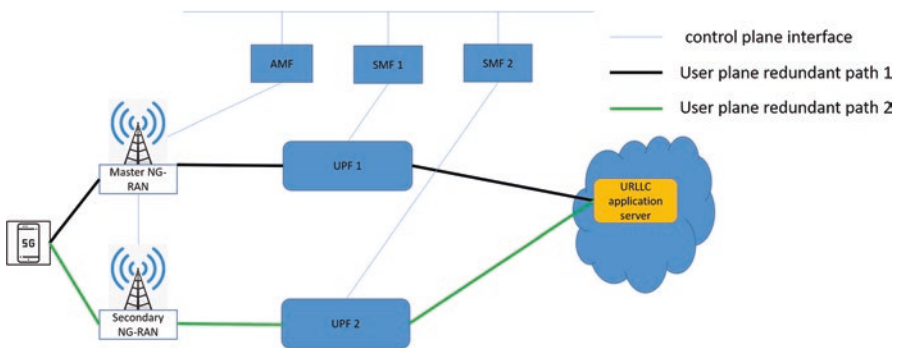 control plane interface
AMF
SMF 1
SMF 2
User plane redundant path 1
User plane redundant path 2
UPF 1
Master NG-
RAN
URLLC
application
server
5G
Secondary
NG-RAN
UPF 2